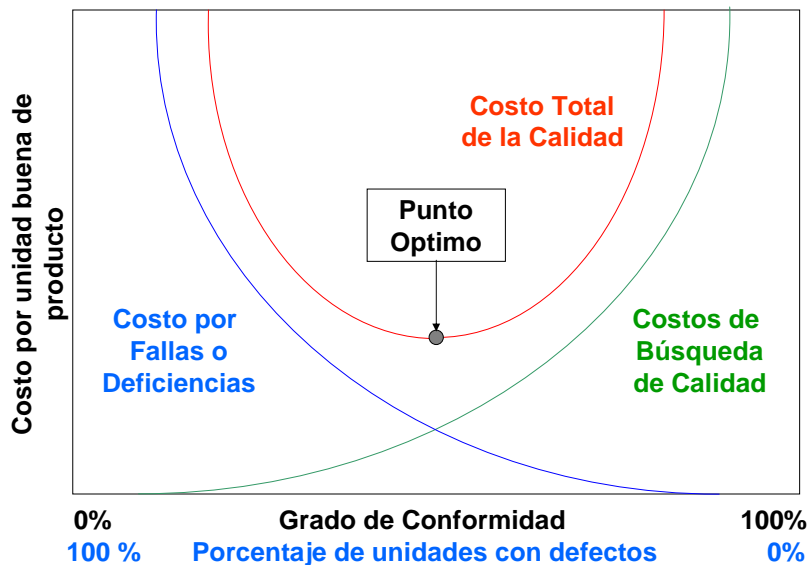 Costo por unidad buena de
producto
Costo Total
de la Calidad
Punto
Optimo
Costo por
Fallas o
Deficiencias
Costos de
Búsqueda
de Calidad
0% Grado de Conformidad 100%
100 % Porcentaje de unidades con defectos 0%